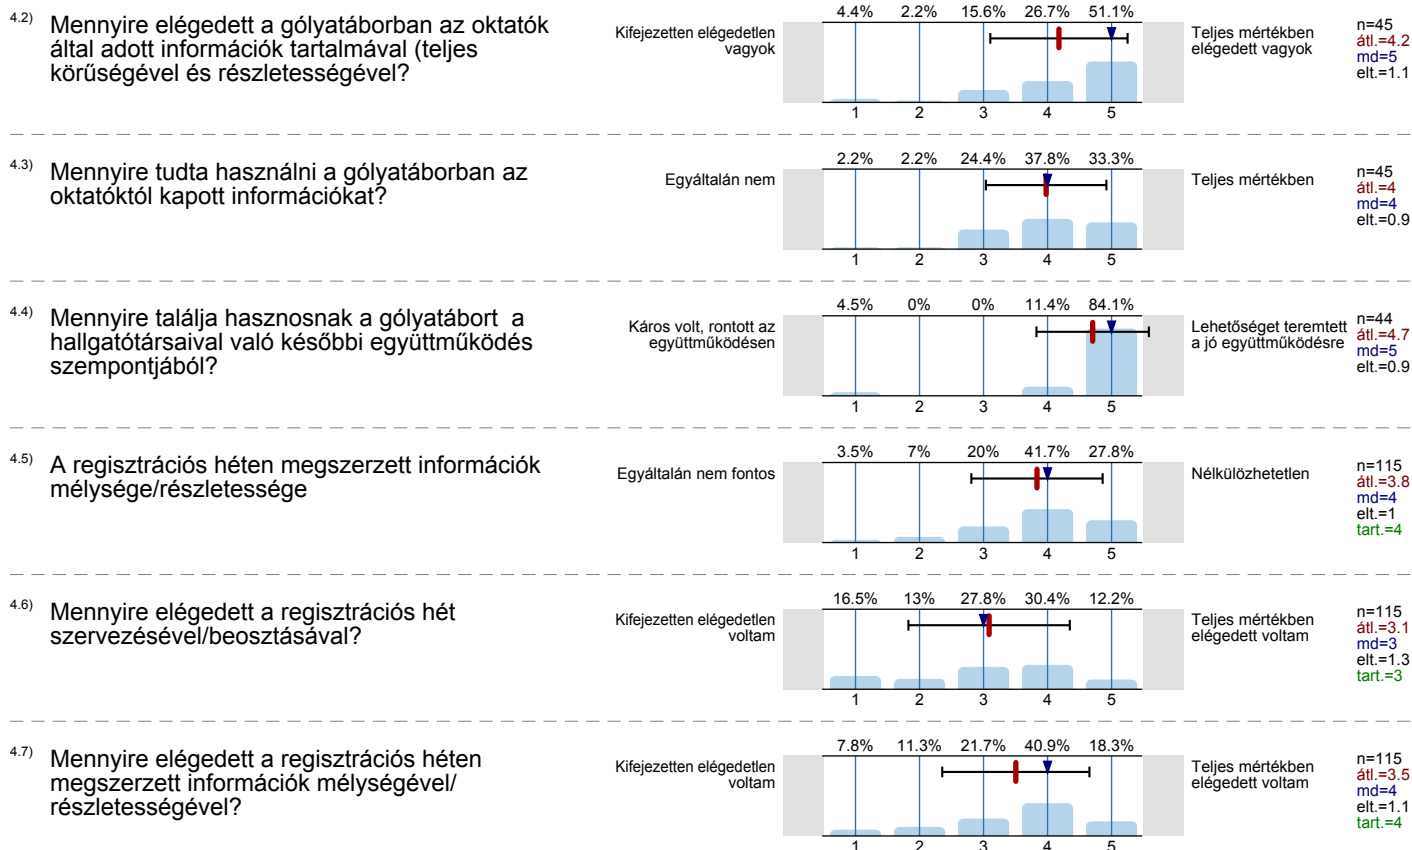 4.2) Mennyire elégedett a gólyatáborban az oktatók
által adott információk tartalmával (teljes
körűségével és részletességével?
Kifejezetten elégedetlen
vagyok
4.4% 2.2% 15.6% 26.7% 51.1%
1 2 3 4 5
Teljes mértékben
elégedett vagyok
n=45
átl.=4.2
md=5
elt.=1.1
4.3) Mennyire tudta használni a gólyatáborban az
oktatóktól kapott információkat?
Egyáltalán nem
2.2% 2.2% 24.4% 37.8% 33.3%
1 2 3 4 5
Teljes mértékben
n=45
átl.=4
md=4
elt.=0.9
4.4) Mennyire találja hasznosnak a gólyatábort a
hallgatótársaival való későbbi együttműködés
szempontjából?
Káros volt, rontott az
együttműködésen
4.5% 0% 0% 11.4% 84.1%
1 2 3 4 5
Lehetőséget teremtett
a jó együttműködésre
n=44
átl.=4.7
md=5
elt.=0.9
4.5) A regisztrációs héten megszerzett információk
mélysége/részletessége
Egyáltalán nem fontos
3.5% 7% 20% 41.7% 27.8%
1 2 3 4 5
Nélkülözhetetlen
n=115
átl.=3.8
md=4
elt.=1
tart.=4
4.6) Mennyire elégedett a regisztrációs hét
szervezésével/beosztásával?
Kifejezetten elégedetlen
voltam
16.5% 13% 27.8% 30.4% 12.2%
1 2 3 4 5
Teljes mértékben
elégedett voltam
n=115
átl.=3.1
md=3
elt.=1.3
tart.=3
4.7) Mennyire elégedett a regisztrációs héten
megszerzett információk mélységével/
részletességével?
Kifejezetten elégedetlen
voltam
7.8% 11.3% 21.7% 40.9% 18.3%
1 2 3 4 5
Teljes mértékben
elégedett voltam
n=115
átl.=3.5
md=4
elt.=1.1
tart.=4